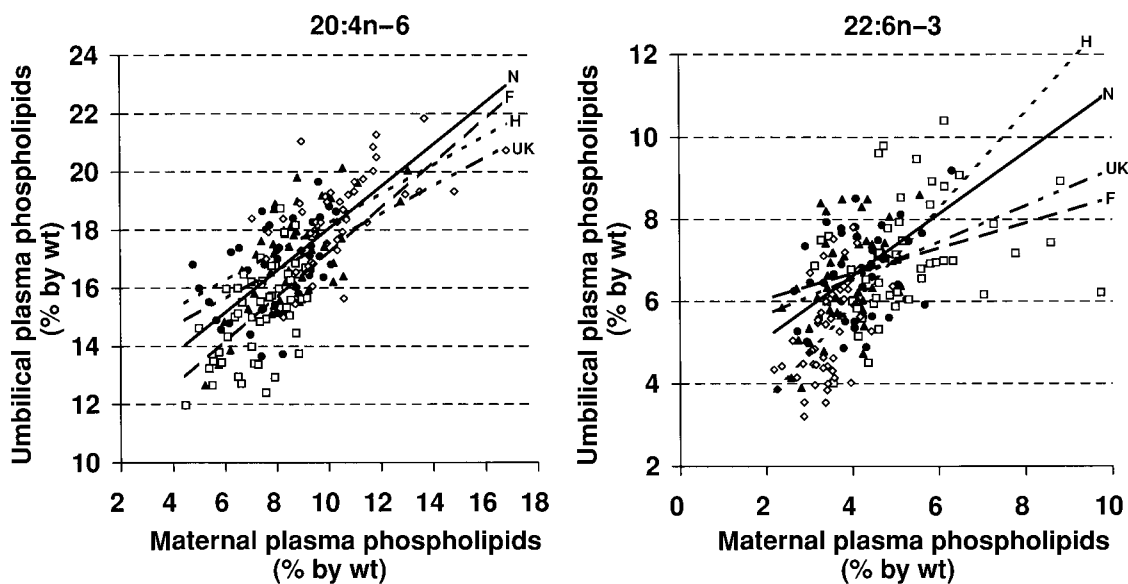 20:4n−6
24
22
20
18
16
14
12
10
2 4 6 8 10 12 14 16 18
Umbilical plasma phospholipids
(% by wt)
Maternal plasma phospholipids
(% by wt)
N
F
H
UK
22:6n−3
12
10
8
6
4
2
0 2 4 6 8 10
Umbilical plasma phospholipids
(% by wt)
Maternal plasma phospholipids
(% by wt)
H
N
UK
F